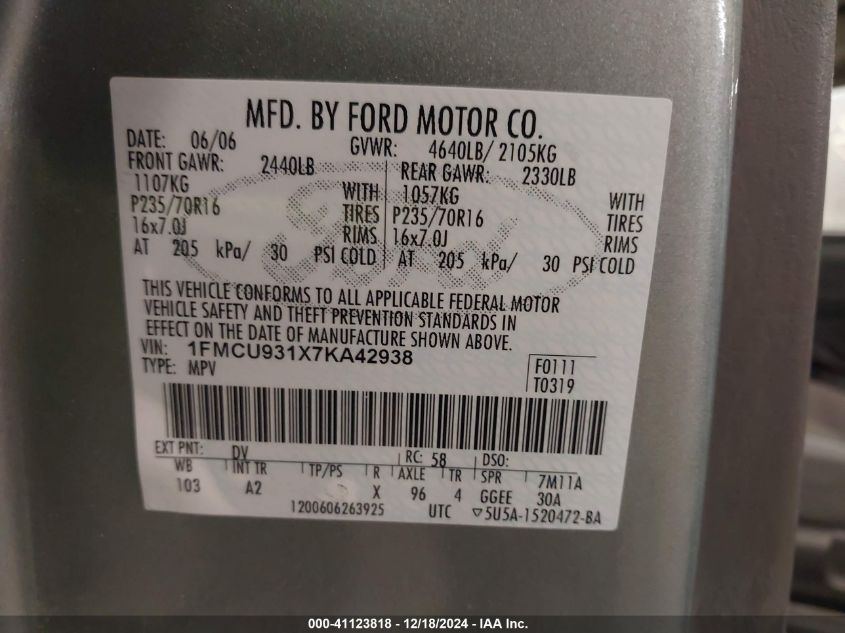 MFD. BY FORD MOTOR CO.
DATE: 06/06 GVWR: 4640LB/ 2105KG
FRONT GAWR: 2440LB REAR GAWR: 2330LB
1107KG WITH 1057KG WITH
P235/70R16 TIRES P235/70R16 TIRES
16x7.0J RIMS 16x7.0J RIMS
AT 205 kPa/ 30 PSI COLD AT 205 kPa/ 30 PSI COLD
Ford
THIS VEHICLE CONFORMS TO ALL APPLICABLE FEDERAL MOTOR
VEHICLE SAFETY AND THEFT PREVENTION STANDARDS IN
EFFECT ON THE DATE OF MANUFACTURE SHOWN ABOVE.
VIN: 1FMCU931X7KA42938
TYPE: MPV
F0111
T0319
EXT PNT: DV RC: 58 DSO:
WB INT TR TP/PS R AXLE TR SPR 7M11A
103 A2 X 96 4 GGEE 30A
1200606263925 UTC ▽5U5A-1520472-BA
000-41123818 - 12/18/2024 - IAA Inc.